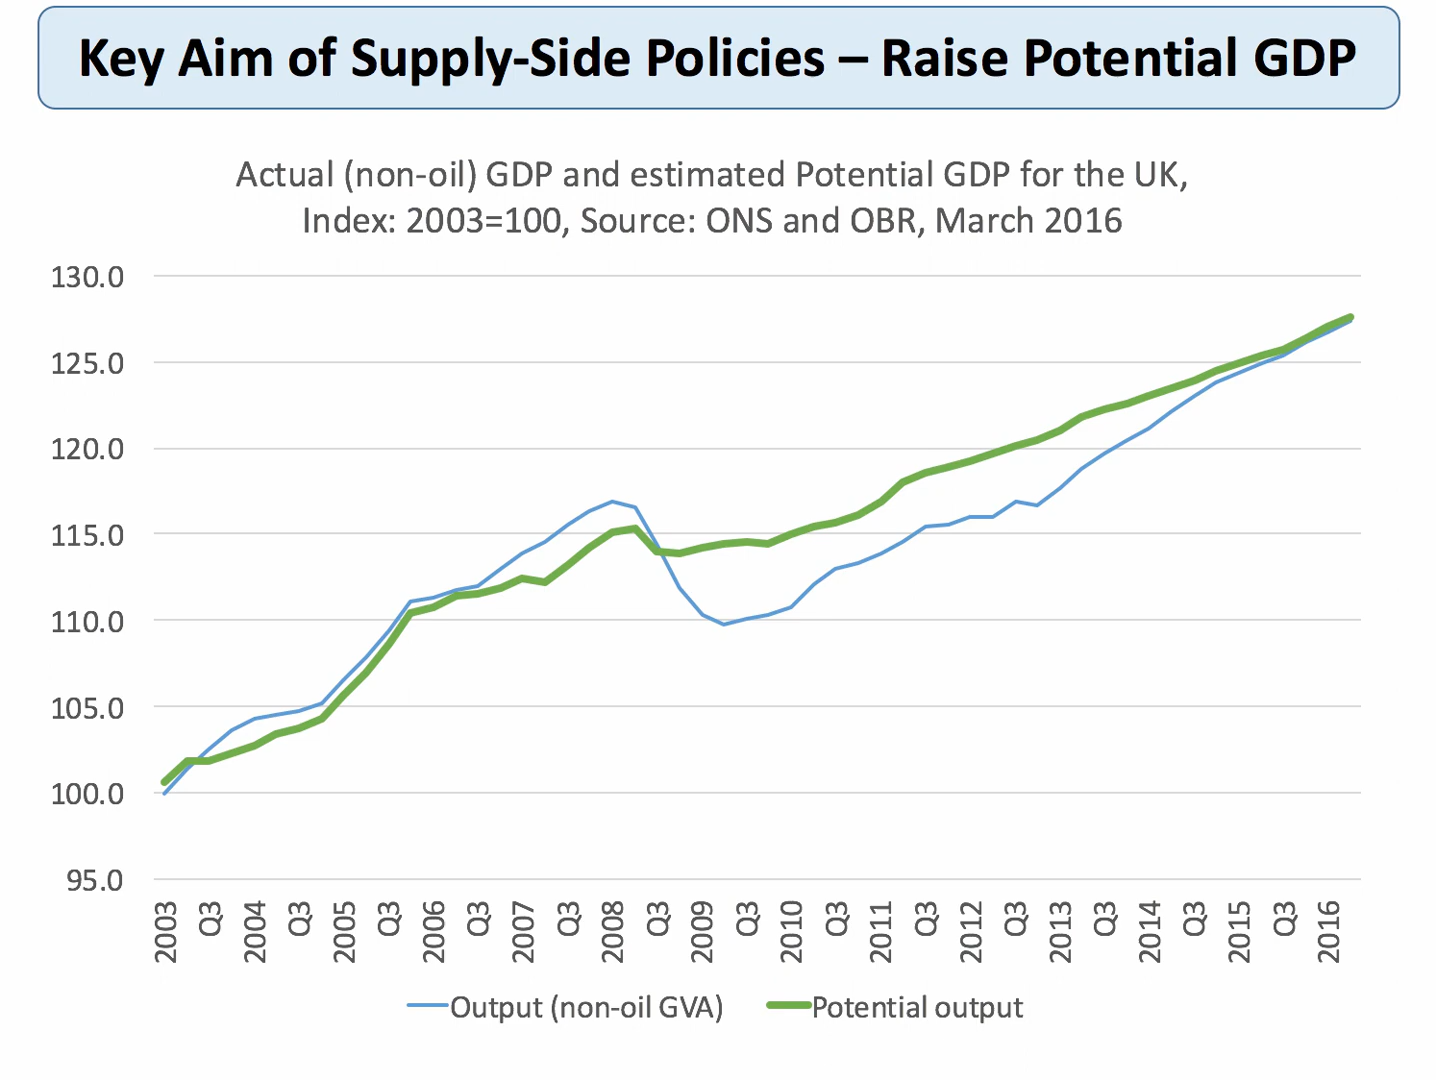 Key Aim of Supply-Side Policies – Raise Potential GDP
Actual (non-oil) GDP and estimated Potential GDP for the UK,
Index: 2003=100, Source: ONS and OBR, March 2016
130.0
125.0
120.0
115.0
110.0
105.0
100.0
95.0
2003
Q3
2004
Q3
2005
Q3
2006
Q3
2007
Q3
2008
Q3
2009
Q3
2010
Q3
2011
Q3
2012
Q3
2013
Q3
2014
Q3
2015
Q3
2016
Output (non-oil GVA)
Potential output